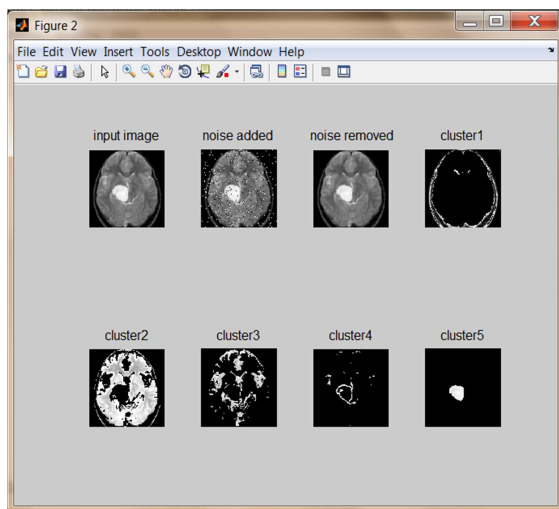 Figure 2
File Edit View Insert Tools Desktop Window Help
input image noise added noise removed cluster1
cluster2 cluster3 cluster4 cluster5